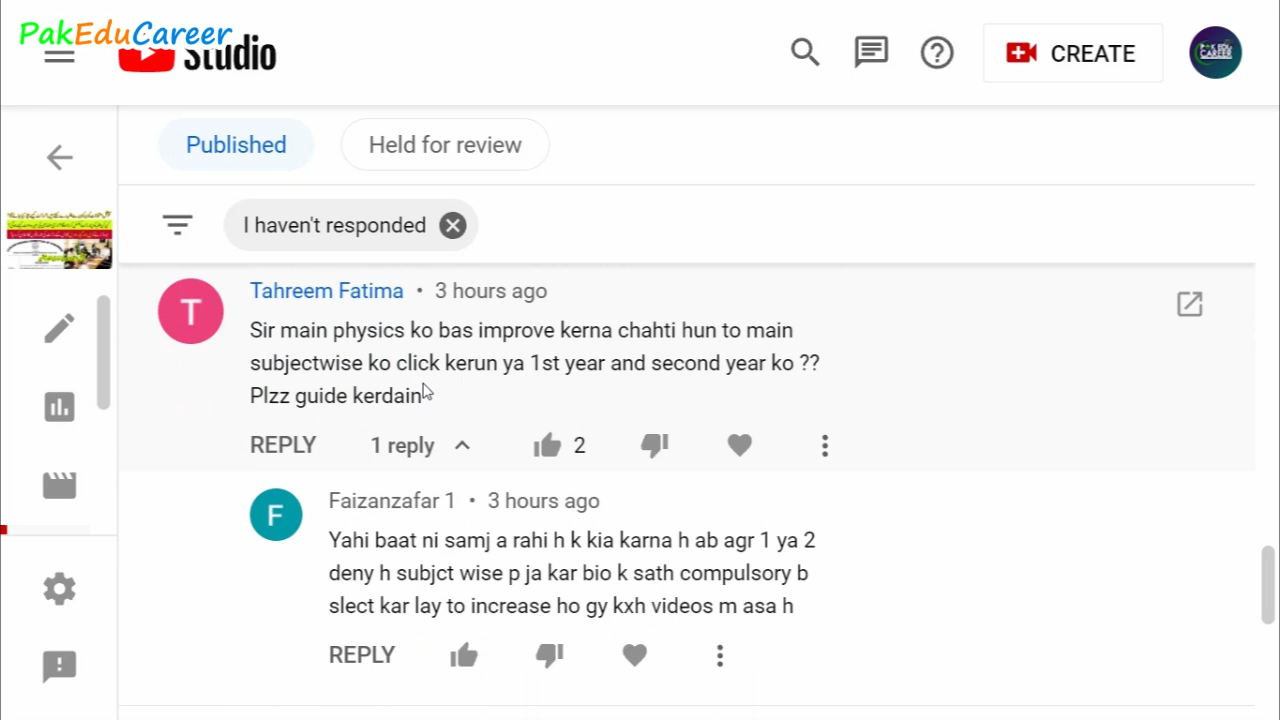 PakEduCareer
Studio
CREATE
Published
Held for review
I haven't responded
Tahreem Fatima • 3 hours ago
Sir main physics ko bas improve kerna chahti hun to main
subjectwise ko click kerun ya 1st year and second year ko ??
Plzz guide kerdain
REPLY 1 reply 2
T
Faizanzafar 1 • 3 hours ago
F
Yahi baat ni samj a rahi h k kia karna h ab agr 1 ya 2
deny h subjct wise p ja kar bio k sath compulsory b
slect kar lay to increase ho gy kxh videos m asa h
REPLY